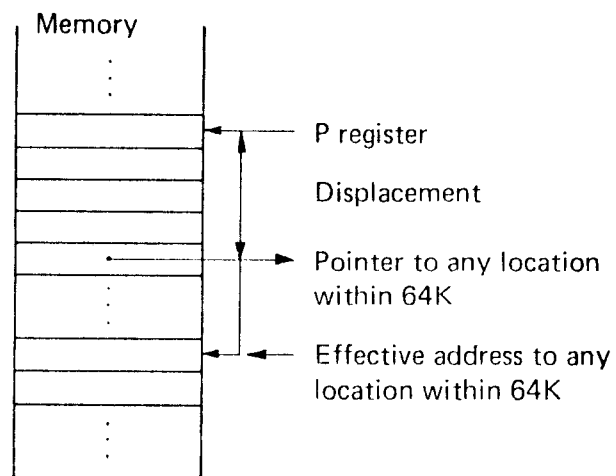 Memory
P register
Displacement
Pointer to any location
within 64K
Effective address to any
location within 64K